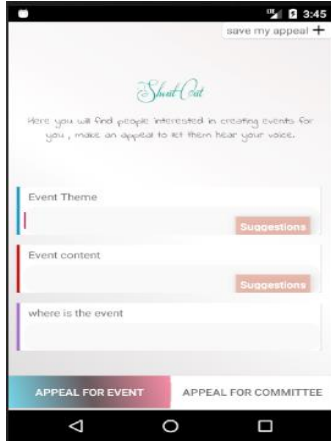 3:45
save my appeal +
Shout Out
Here you will find people interested in creating events for
you, make an appeal to let them hear your voice.
Event Theme
Suggestions
Event content
Suggestions
where is the event
APPEAL FOR EVENT APPEAL FOR COMMITTEE